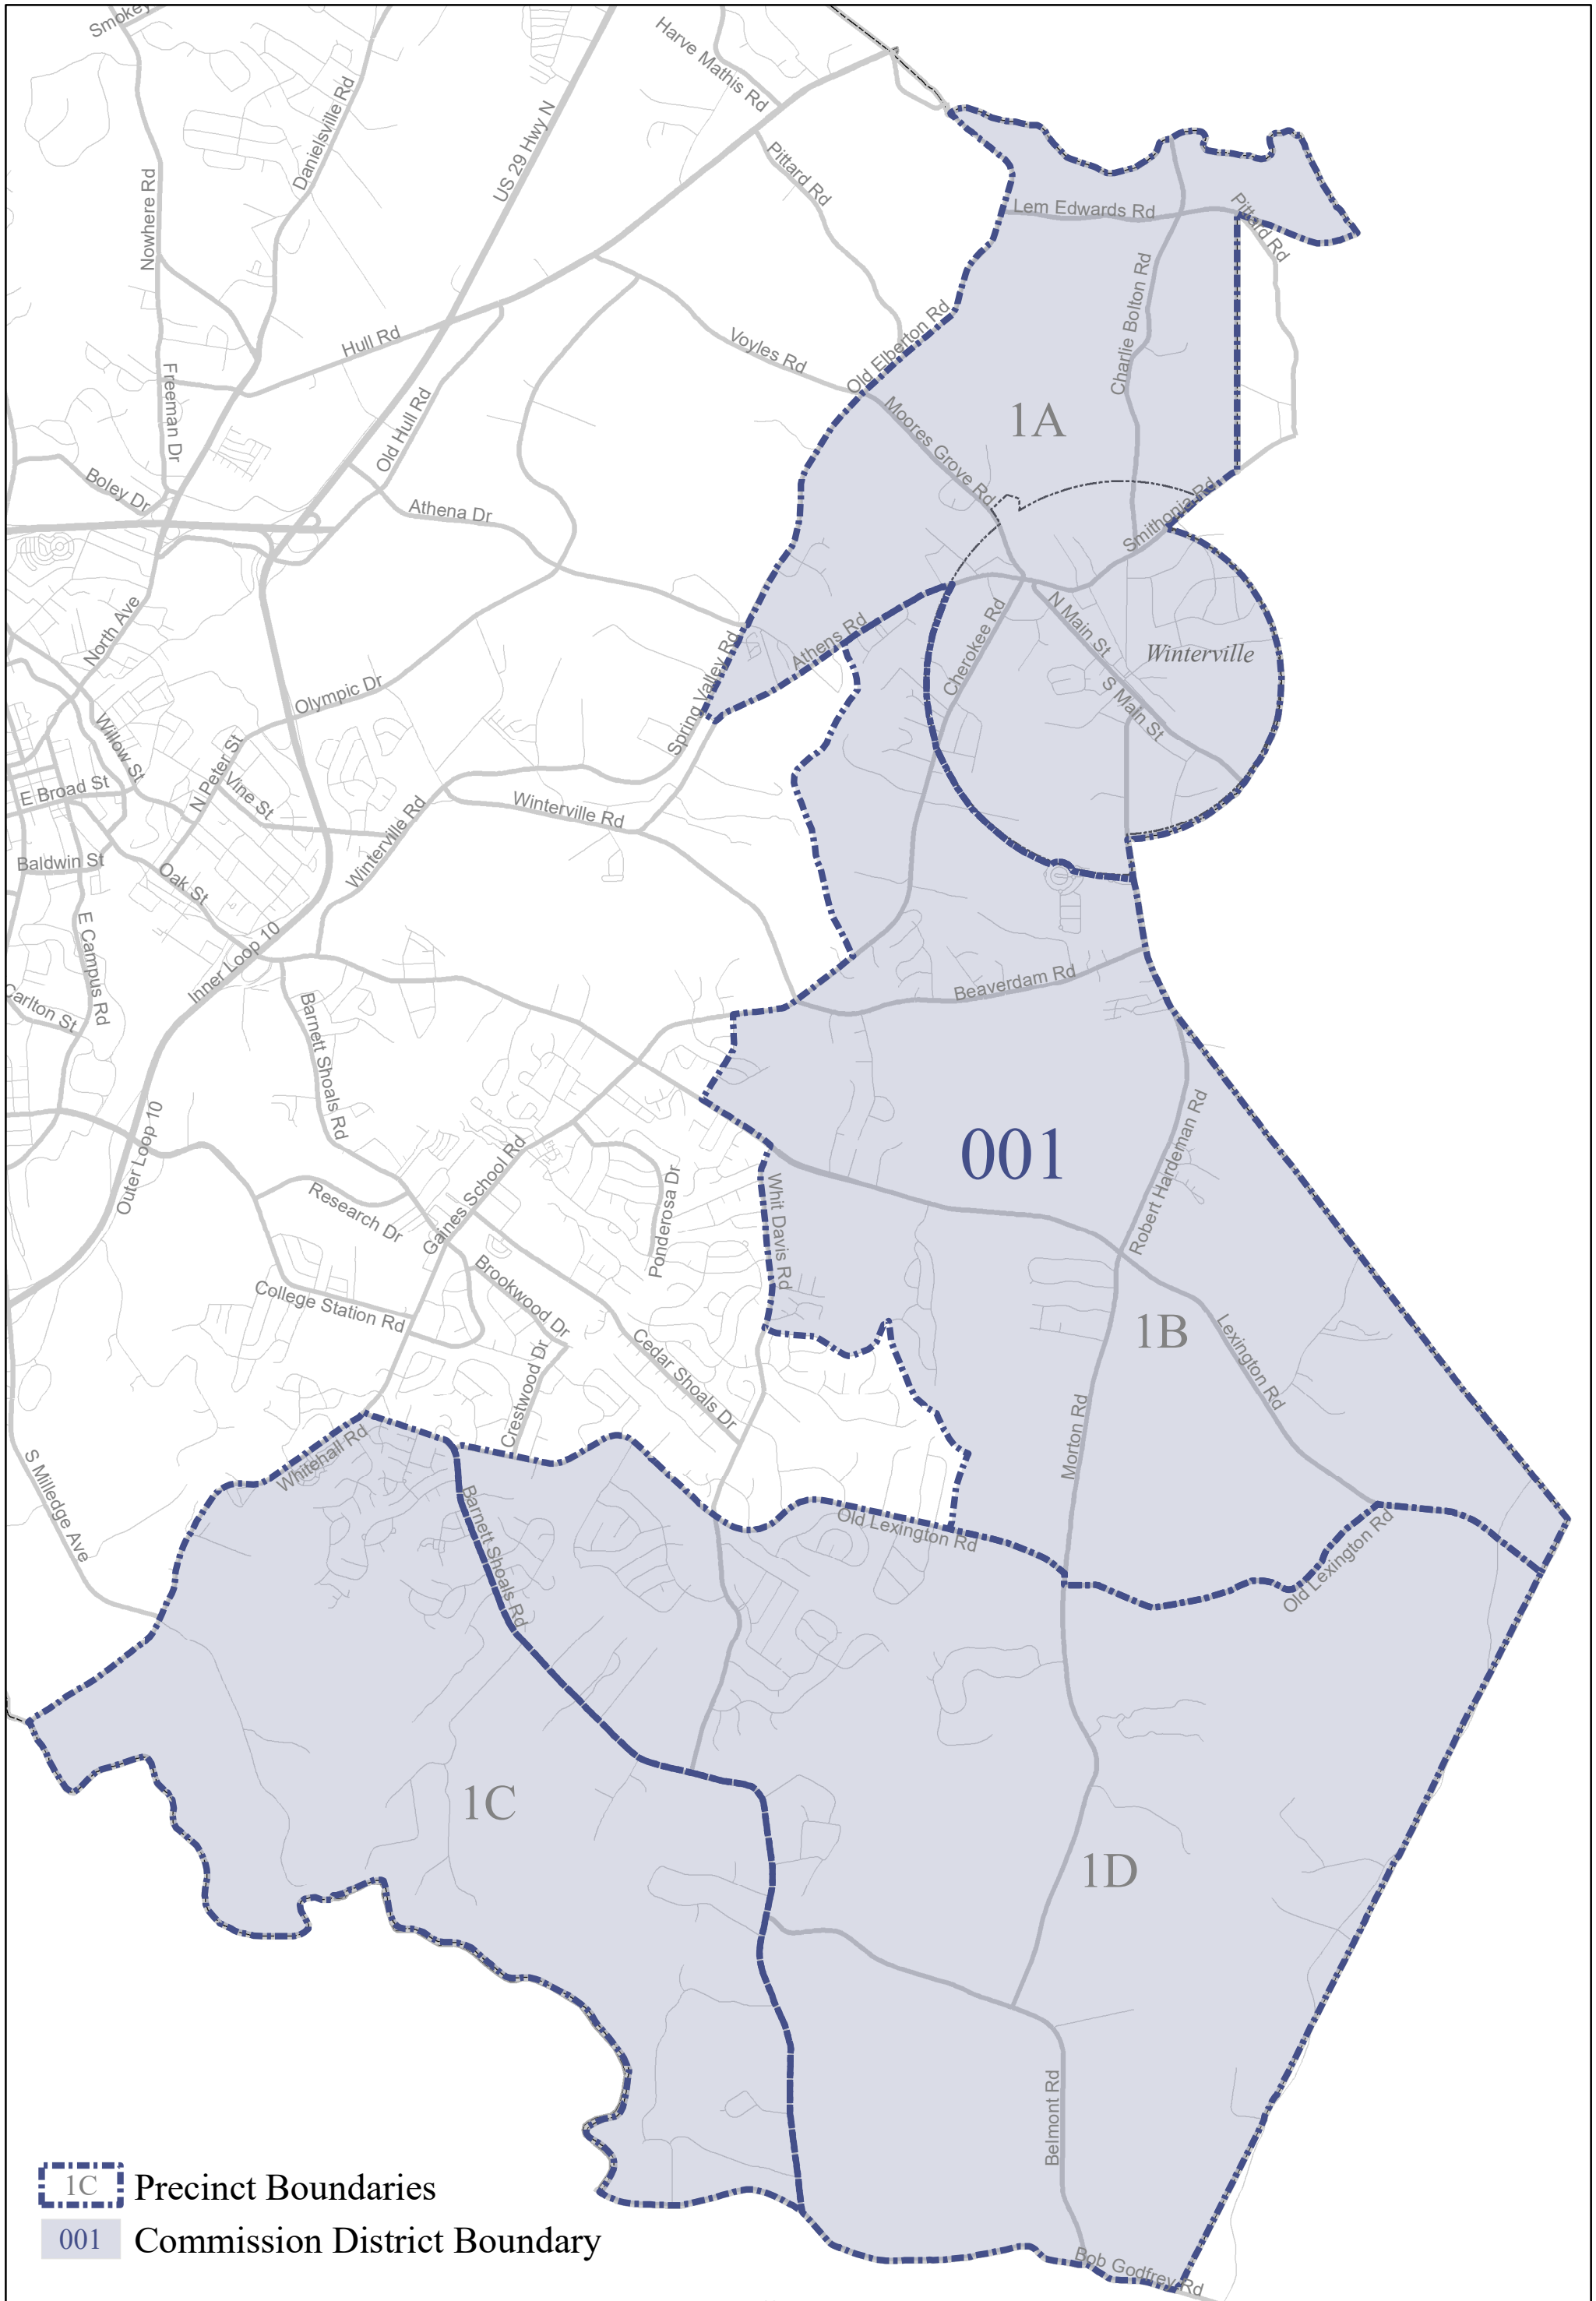 Smokey
Harve Mathis Rd
Danielsville Rd
US 29 Hwy N
Pittard Rd
Nowhere Rd
Lem Edwards Rd
Pittard Rd
Charlie Bolton Rd
Old Elberton Rd
Hull Rd
Voyles Rd
Freeman Dr
Old Hull Rd
Moores Grove Rd
1A
Boley Dr
Athena Dr
Smithonia Rd
North Ave
Athens Rd
Cherokee Rd
N Main St
Winterville
Spring Valley Rd
Olympic Dr
S Main St
Willow St
N Peter St
E Broad St
Vine St
Winterville Rd
Winterville Rd
Baldwin St
Oak St
E Campus Rd
Inner Loop 10
Beaverdam Rd
Carlton St
Barnett Shoals Rd
Outer Loop 10
001
Robert Hardeman Rd
Gaines School Rd
Ponderosa Dr
Whit Davis Rd
Research Dr
College Station Rd
Brookwood Dr
1B
Lexington Rd
Cedar Shoals Dr
Crestwood Dr
Morton Rd
Whitehall Rd
S Milledge Ave
Barnett Shoals Rd
Old Lexington Rd
Old Lexington Rd
1C
1D
Belmont Rd
1C Precinct Boundaries
001 Commission District Boundary
Bob Godfrey Rd